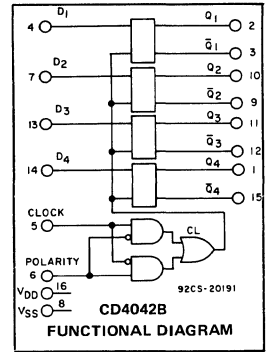 4 D1 Q1 2
Q̅1 3
7 D2 Q2 10
Q̅2 9
13 D3 Q3 11
Q̅3 12
14 D4 Q4 1
Q̅4 15
CLOCK
5
CL
POLARITY
6
92CS-20191
VDD 16
VSS 8
CD4042B
FUNCTIONAL DIAGRAM